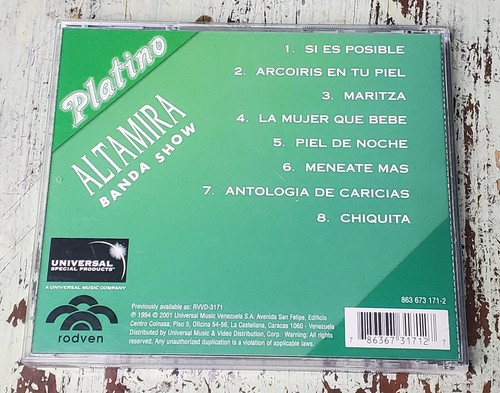 Platino
ALTAMIRA
BANDA SHOW
1. SI ES POSIBLE
2. ARCOIRIS EN TU PIEL
3. MARITZA
4. LA MUJER QUE BEBE
5. PIEL DE NOCHE
6. MENEATE MAS
7. ANTOLOGIA DE CARICIAS
8. CHIQUITA
UNIVERSAL
SPECIAL PRODUCTS
A UNIVERSAL MUSIC COMPANY
rodven
Previously available as: RVVD-3171
℗ 1994 © 2001 Universal Music Venezuela S.A. Avenida San Felipe, Edificio
Centro Coinasa, Piso 5, Oficina 54-56, La Castellana, Caracas 1060 - Venezuela
Distributed by Universal Music & Video Distribution, Corp. Warning: All rights
reserved. Any unauthorized duplication is a violation of applicable laws.
863 673 171-2
7 86367 31712 7